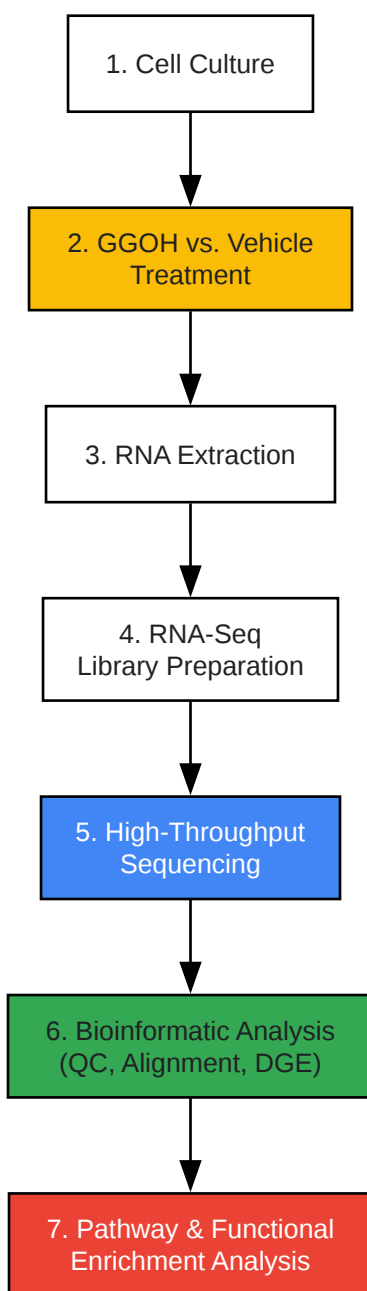 1. Cell Culture
2. GGOH vs. Vehicle
Treatment
3. RNA Extraction
4. RNA-Seq
Library Preparation
5. High-Throughput
Sequencing
6. Bioinformatic Analysis
(QC, Alignment, DGE)
7. Pathway & Functional
Enrichment Analysis